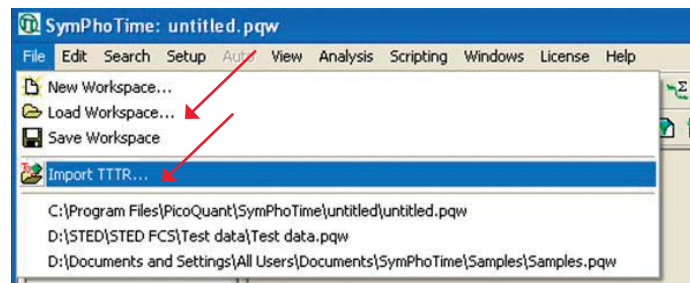 SymPhoTime: untitled.pqw
File Edit Search Setup Auto View Analysis Scripting Windows License Help
New Workspace...
Load Workspace...
Save Workspace
Import TTTR...
C:\Program Files\PicoQuant\SymPhoTime\untitled\untitled.pqw
D:\STED\STED FCS\Test data\Test data.pqw
D:\Documents and Settings\All Users\Documents\SymPhoTime\Samples\Samples.pqw